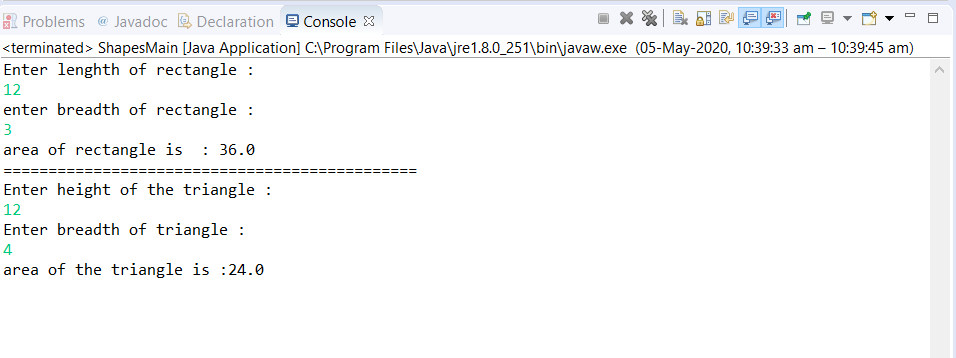 Problems @ Javadoc Declaration Console
<terminated> ShapesMain [Java Application] C:\Program Files\Java\jre1.8.0_251\bin\javaw.exe (05-May-2020, 10:39:33 am – 10:39:45 am)
Enter lenghth of rectangle :
12
enter breadth of rectangle :
3
area of rectangle is  : 36.0
==============================================
Enter height of the triangle :
12
Enter breadth of triangle :
4
area of the triangle is :24.0